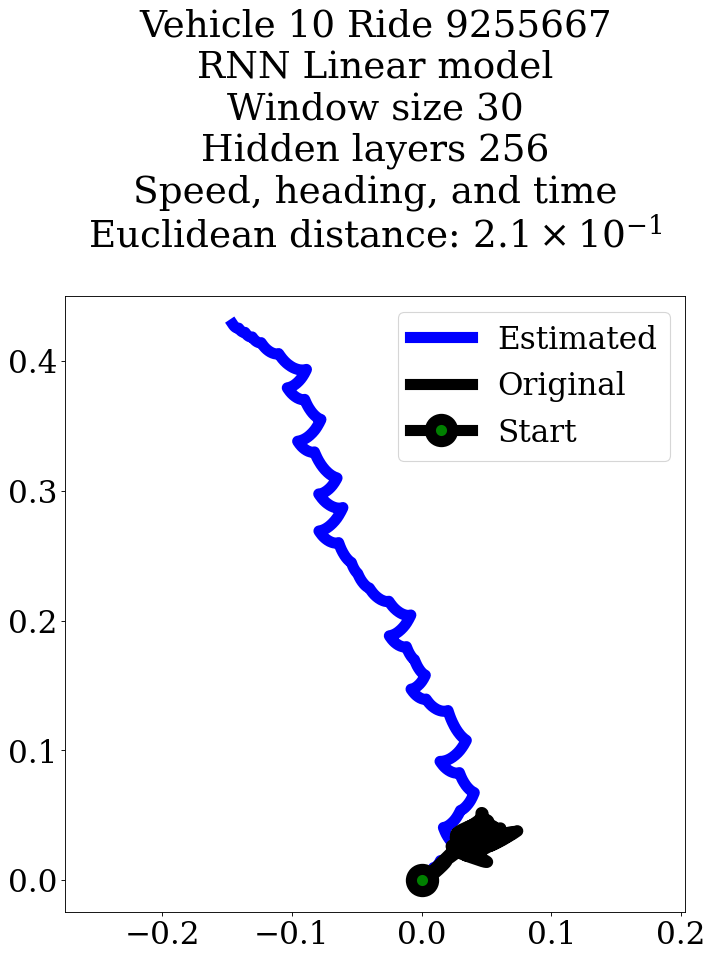 Vehicle 10 Ride 9255667
RNN Linear model
Window size 30
Hidden layers 256
Speed, heading, and time
Euclidean distance: 2.1 × 10⁻¹
Estimated
Original
Start
0.4
0.3
0.2
0.1
0.0
−0.2
−0.1
0.0
0.1
0.2